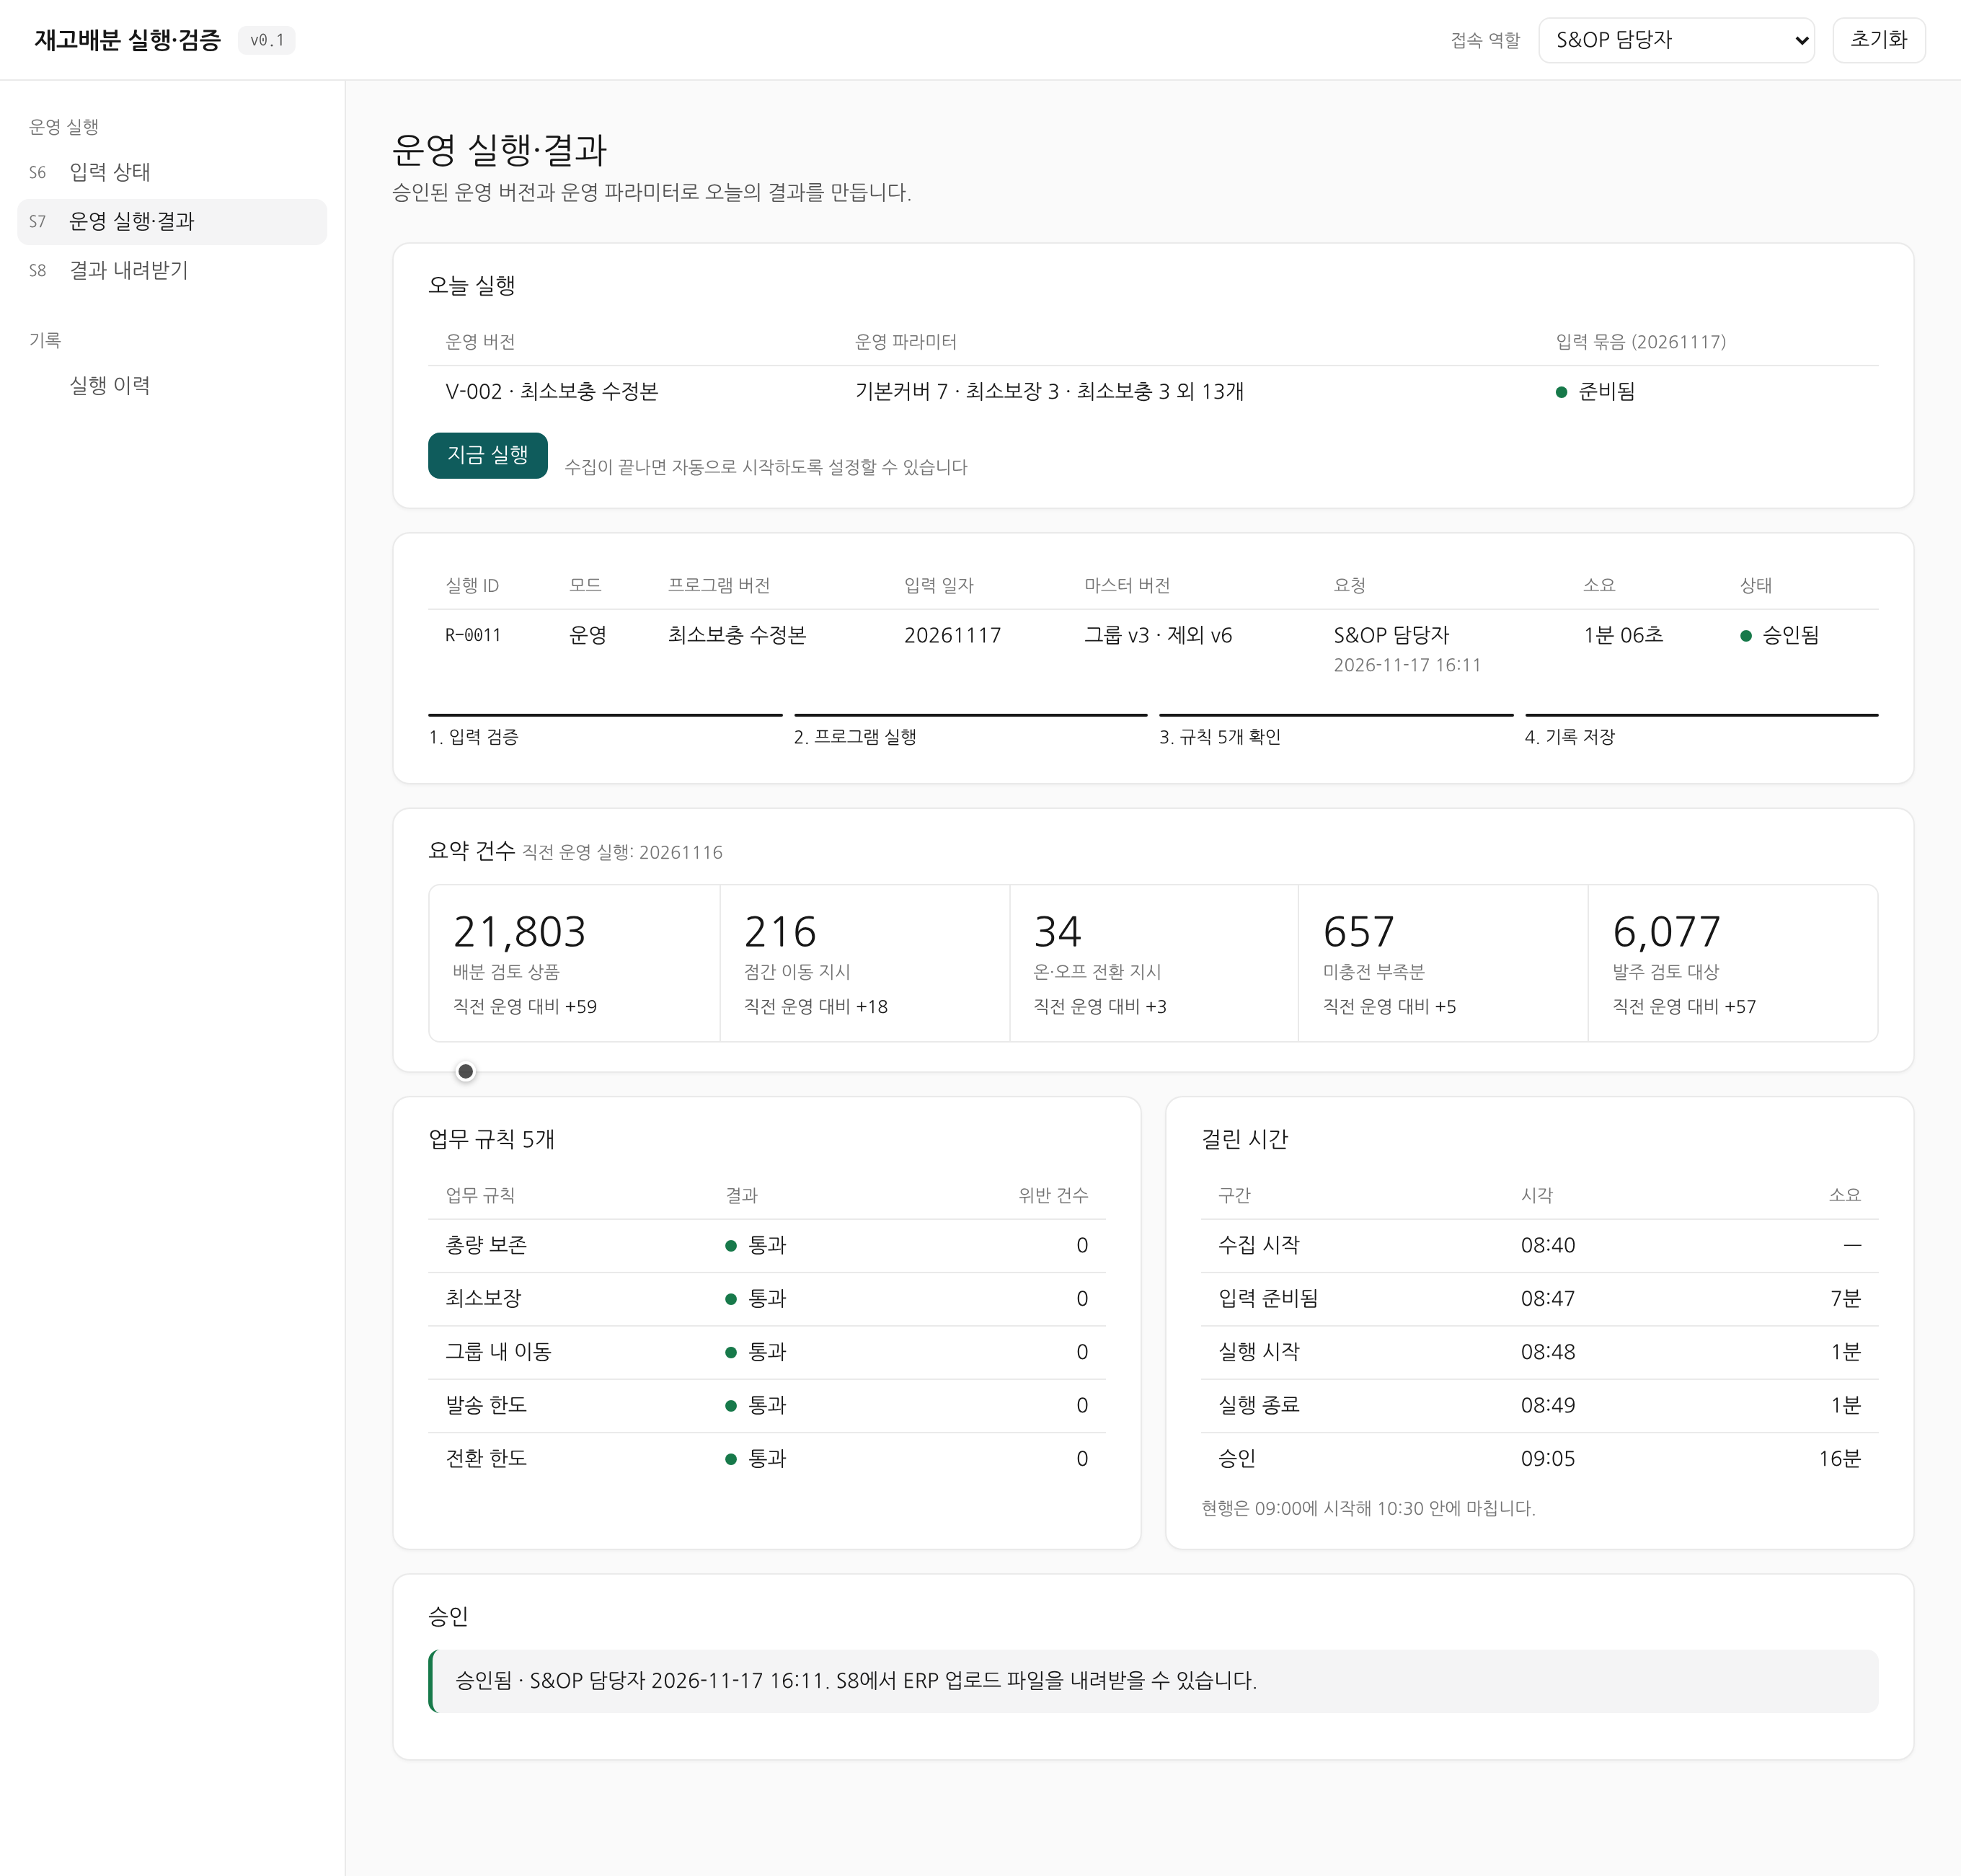 재고배분 실행·검증 v0.1 접속 역할 S&OP 담당자 초기화
운영 실행
S6 입력 상태
S7 운영 실행·결과
S8 결과 내려받기
기록
실행 이력
운영 실행·결과
승인된 운영 버전과 운영 파라미터로 오늘의 결과를 만듭니다.
오늘 실행
운영 버전 운영 파라미터 입력 묶음 (20261117)
V-002 · 최소보충 수정본 기본커버 7 · 최소보장 3 · 최소보충 3 외 13개 준비됨
지금 실행 수집이 끝나면 자동으로 시작하도록 설정할 수 있습니다
실행 ID 모드 프로그램 버전 입력 일자 마스터 버전 요청 소요 상태
R-0011 운영 최소보충 수정본 20261117 그룹 v3 · 제외 v6 S&OP 담당자 1분 06초 승인됨
2026-11-17 16:11
1. 입력 검증 2. 프로그램 실행 3. 규칙 5개 확인 4. 기록 저장
요약 건수 직전 운영 실행: 20261116
21,803 216 34 657 6,077
배분 검토 상품 점간 이동 지시 온·오프 전환 지시 미충전 부족분 발주 검토 대상
직전 운영 대비 +59 직전 운영 대비 +18 직전 운영 대비 +3 직전 운영 대비 +5 직전 운영 대비 +57
업무 규칙 5개
업무 규칙 결과 위반 건수
총량 보존 통과 0
최소보장 통과 0
그룹 내 이동 통과 0
발송 한도 통과 0
전환 한도 통과 0
걸린 시간
구간 시각 소요
수집 시작 08:40 —
입력 준비됨 08:47 7분
실행 시작 08:48 1분
실행 종료 08:49 1분
승인 09:05 16분
현행은 09:00에 시작해 10:30 안에 마칩니다.
승인
승인됨 · S&OP 담당자 2026-11-17 16:11. S8에서 ERP 업로드 파일을 내려받을 수 있습니다.